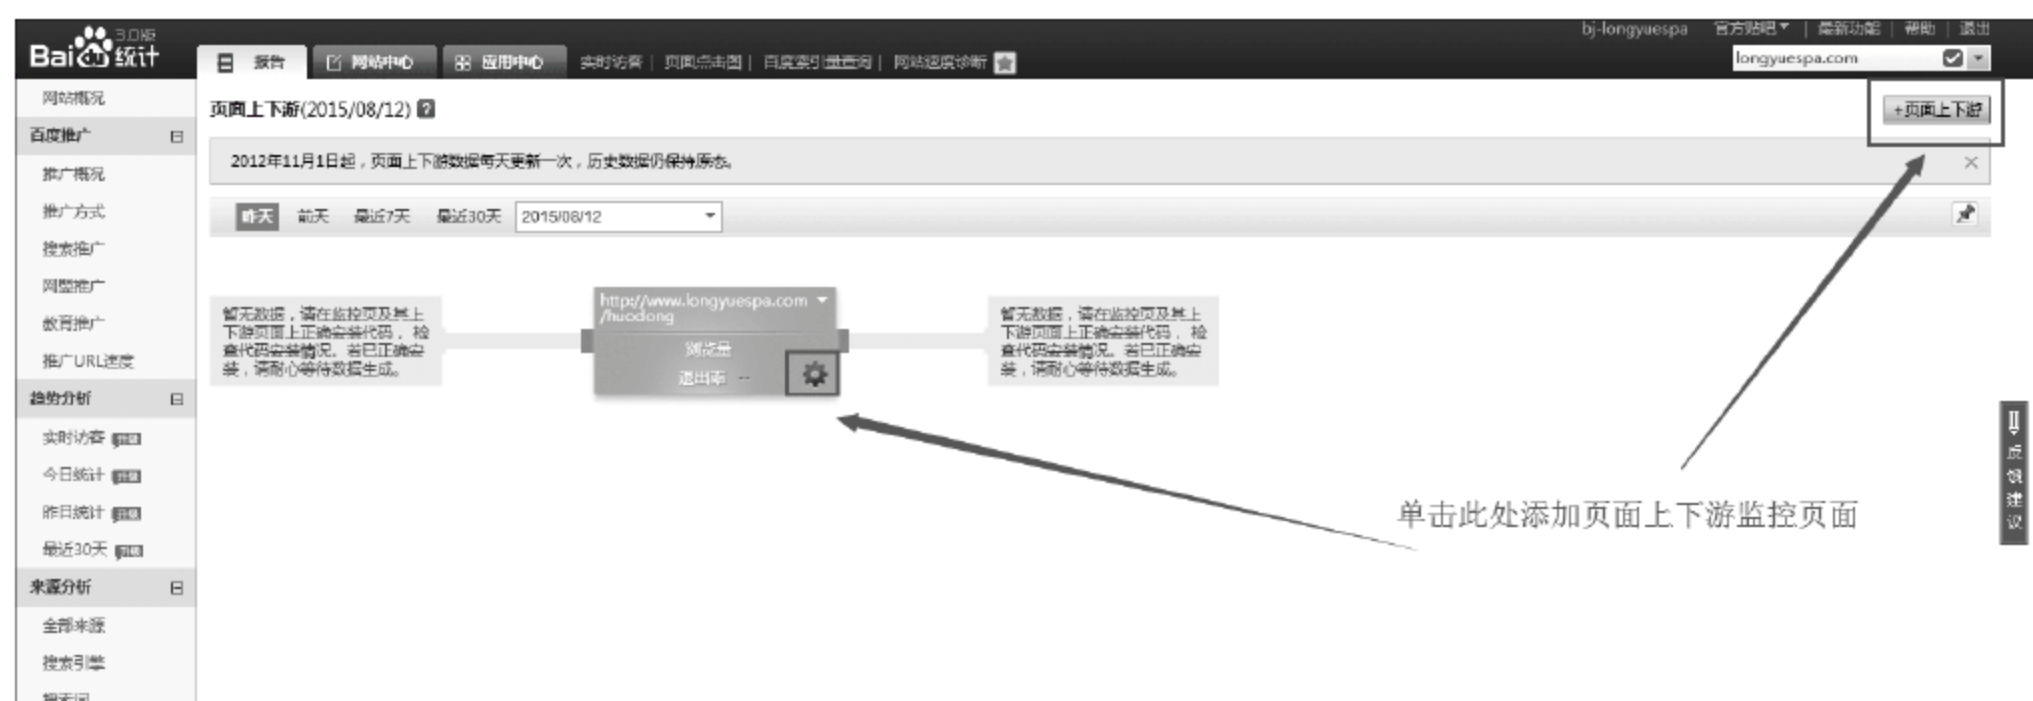 bj-longyuespa 官方贴吧 | 最新功能 | 帮助 | 退出
Bai 统计 3.0版
报告 网站中心 应用中心 实时访客 | 页面点击图 | 百度索引量查询 | 网站速度诊断
longyuespa.com
网站概况
百度推广
推广概况
推广方式
搜索推广
网盟推广
教育推广
推广URL速度
趋势分析
实时访客 升级
今日统计 升级
昨日统计 升级
最近30天 升级
来源分析
全部来源
搜索引擎
搜索词
页面上下游(2015/08/12) ?
+页面上下游
2012年11月1日起，页面上下游数据每天更新一次，历史数据仍保持原态。
昨天 前天 最近7天 最近30天 2015/08/12
暂无数据，请在监控页及其上
下游页面上正确安装代码，检
查代码安装情况。若已正确安
装，请耐心等待数据生成。
http://www.longyuespa.com
/huodong
浏览量
退出率 --
暂无数据，请在监控页及其上
下游页面上正确安装代码，检
查代码安装情况。若已正确安
装，请耐心等待数据生成。
单击此处添加页面上下游监控页面
反馈建议